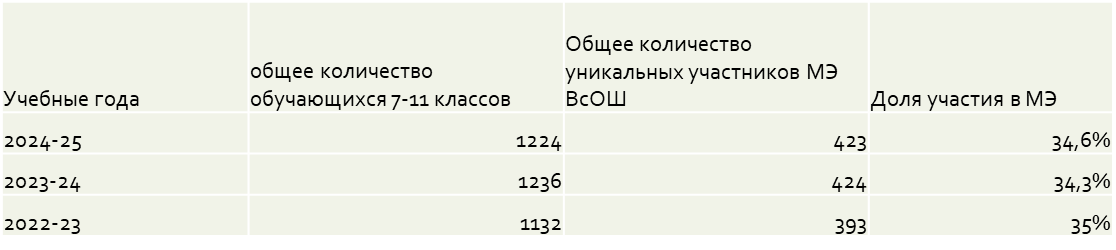 Учебные года
общее количество
обучающихся 7-11 классов
Общее количество
уникальных участников МЭ
ВсОШ
Доля участия в МЭ
2024-25 1224 423 34,6%
2023-24 1236 424 34,3%
2022-23 1132 393 35%